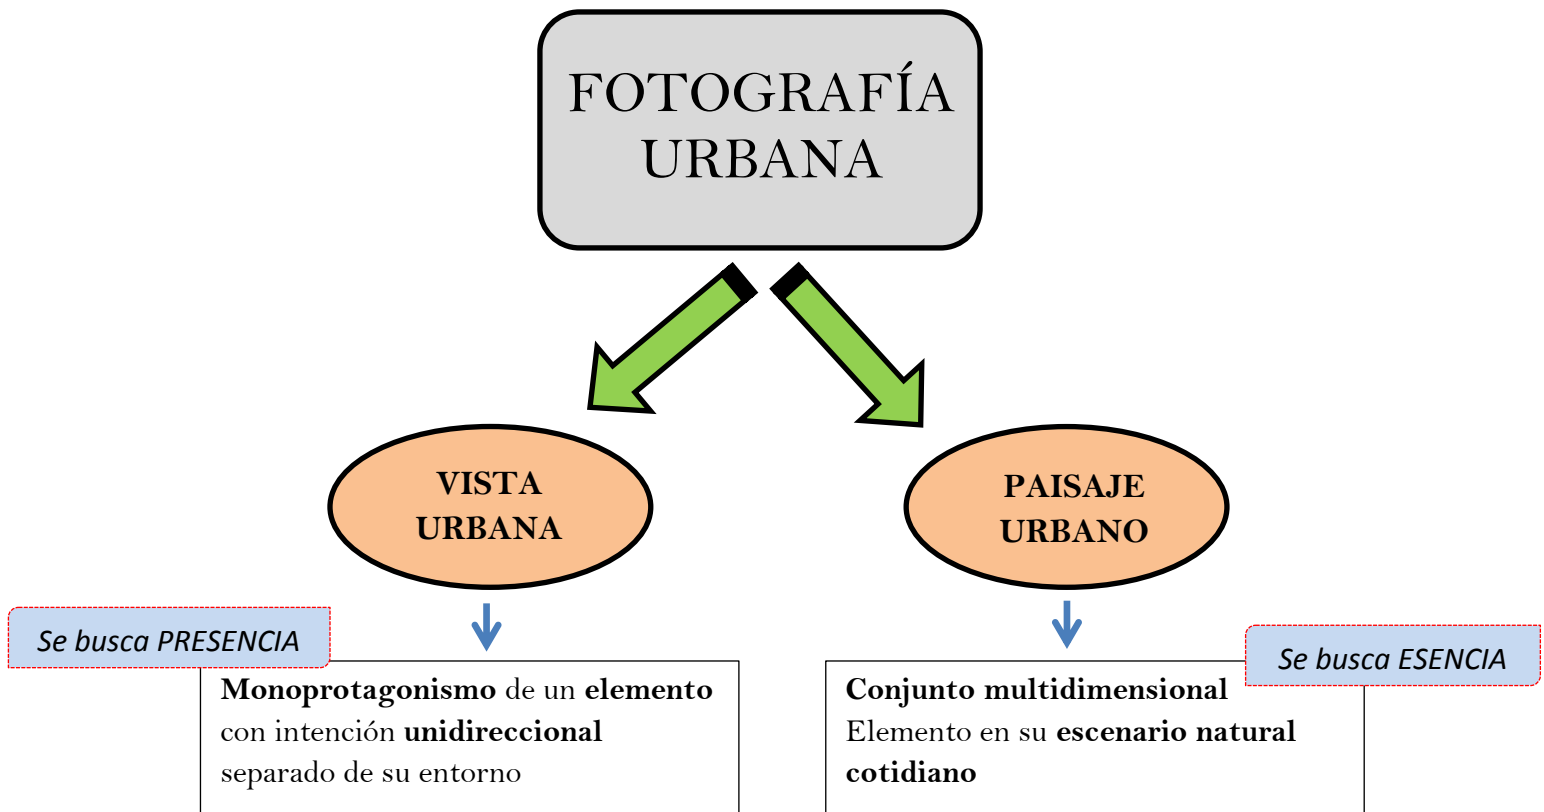 FOTOGRAFÍA
URBANA
VISTA
URBANA
PAISAJE
URBANO
Se busca PRESENCIA
Monoprotagonismo de un elemento
con intención unidireccional
separado de su entorno
Se busca ESENCIA
Conjunto multidimensional
Elemento en su escenario natural
cotidiano